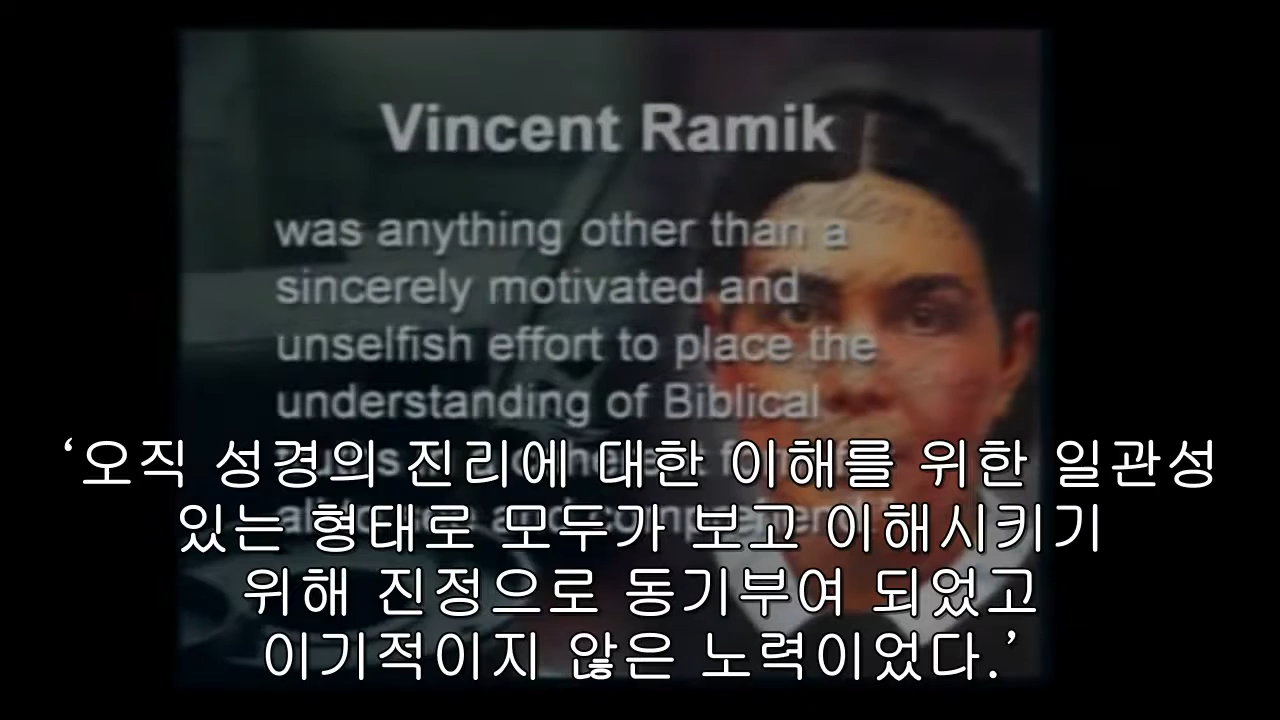 Vincent Ramik
was anything other than a
sincerely motivated and
unselfish effort to place the
understanding of Biblical
‘오직 성경의 진리에 대한 이해를 위한 일관성
있는 형태로 모두가 보고 이해시키기
위해 진정으로 동기부여 되었고
이기적이지 않은 노력이었다.’